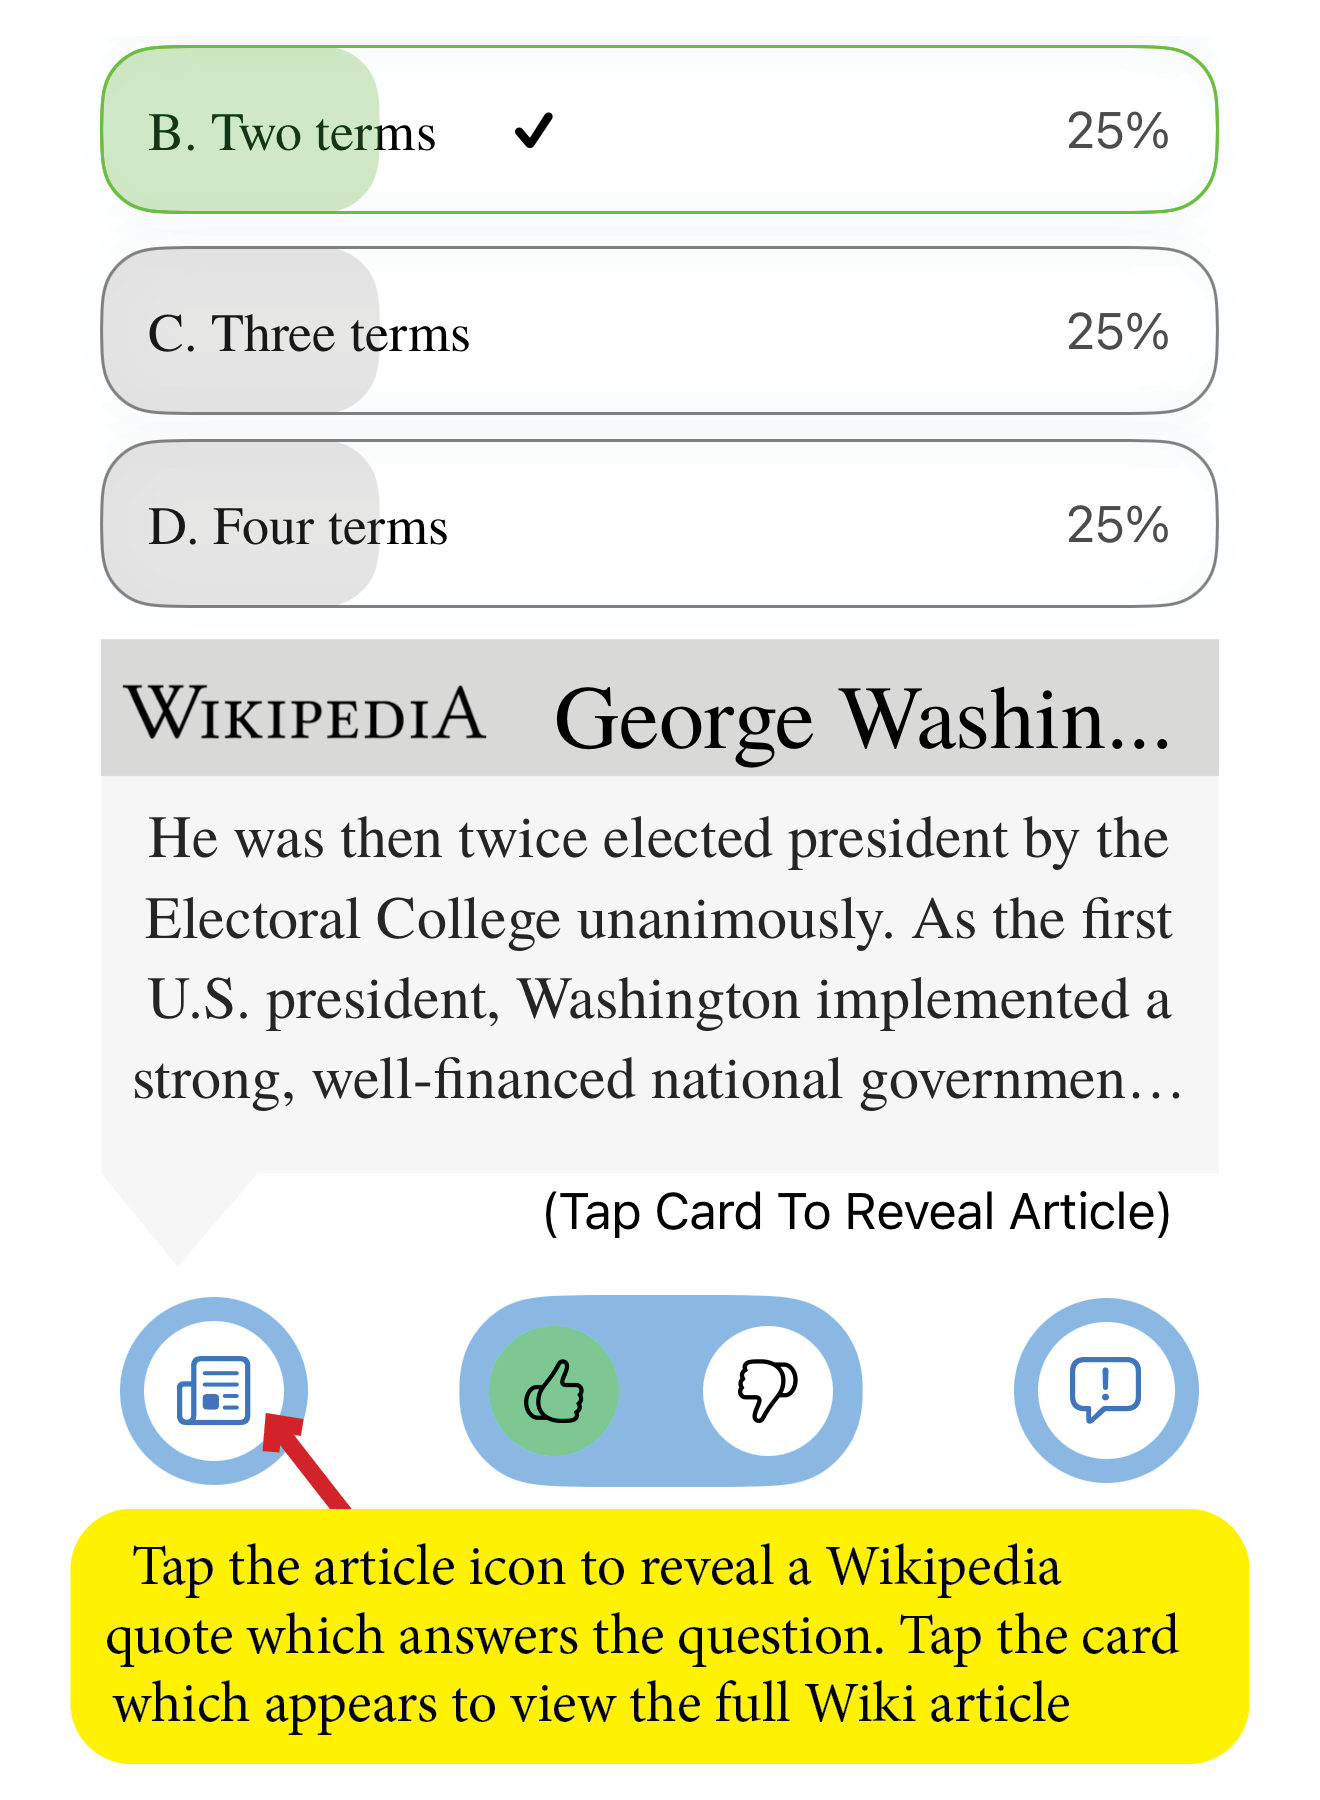 B. Two terms ✔ 25%
C. Three terms 25%
D. Four terms 25%
WIKIPEDIA George Washin...
He was then twice elected president by the
Electoral College unanimously. As the first
U.S. president, Washington implemented a
strong, well-financed national governmen…
(Tap Card To Reveal Article)
Tap the article icon to reveal a Wikipedia
quote which answers the question. Tap the card
which appears to view the full Wiki article